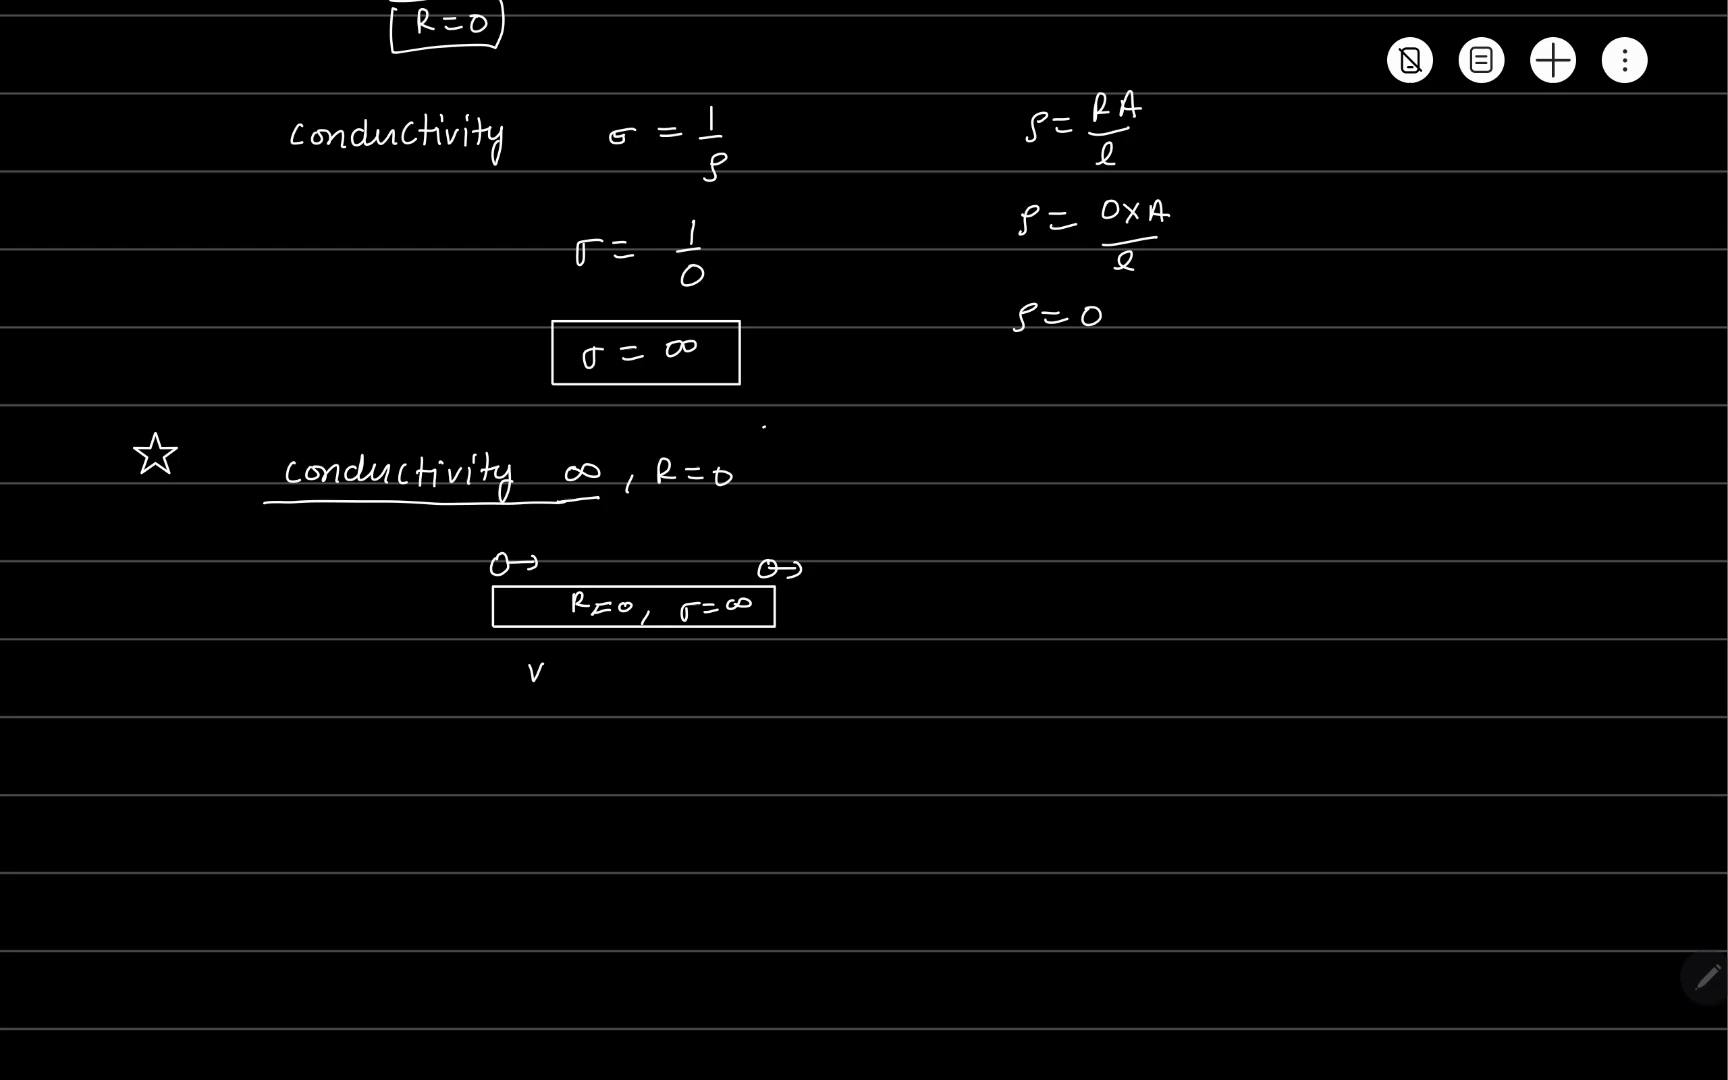 R = 0
conductivity σ = 1/ρ
ρ = RA/l
σ = 1/0
ρ = 0×A/l
σ = ∞
ρ = 0
☆ conductivity ∞, R = 0
R = 0, σ = ∞
V